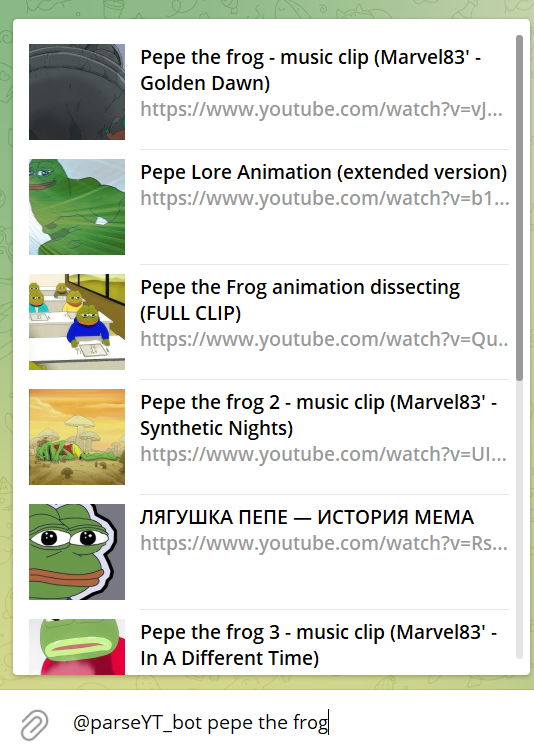 Pepe the frog - music clip (Marvel83' -
Golden Dawn)
https://www.youtube.com/watch?v=vJ...
Pepe Lore Animation (extended version)
https://www.youtube.com/watch?v=b1...
Pepe the Frog animation dissecting
(FULL CLIP)
https://www.youtube.com/watch?v=Qu..
Pepe the frog 2 - music clip (Marvel83' -
Synthetic Nights)
https://www.youtube.com/watch?v=UI...
ЛЯГУШКА ПЕПЕ — ИСТОРИЯ МЕМА
https://www.youtube.com/watch?v=Rs...
Pepe the frog 3 - music clip (Marvel83' -
In A Different Time)
@parseYT_bot pepe the frog